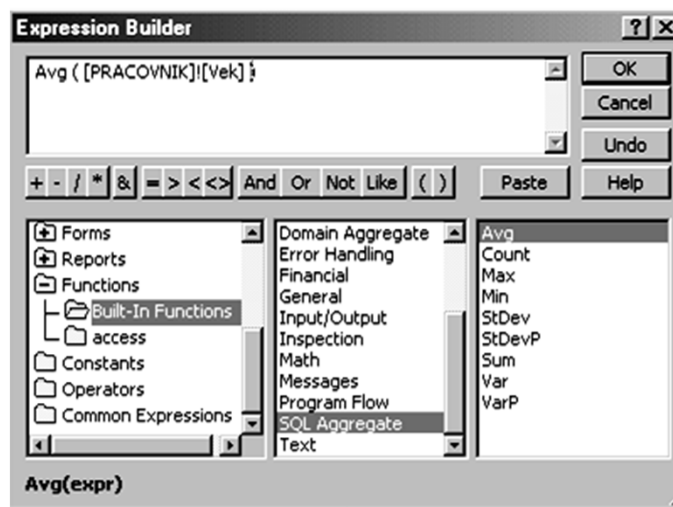 Expression Builder
? X
Avg ( [PRACOVNIK]![Vek] )
OK
Cancel
Undo
+ - / * & = > < <> And Or Not Like ( ) Paste Help
Forms
Reports
Functions
Built-In Functions
access
Constants
Operators
Common Expressions
Domain Aggregate
Error Handling
Financial
General
Input/Output
Inspection
Math
Messages
Program Flow
SQL Aggregate
Text
Avg
Count
Max
Min
StDev
StDevP
Sum
Var
VarP
Avg(expr)